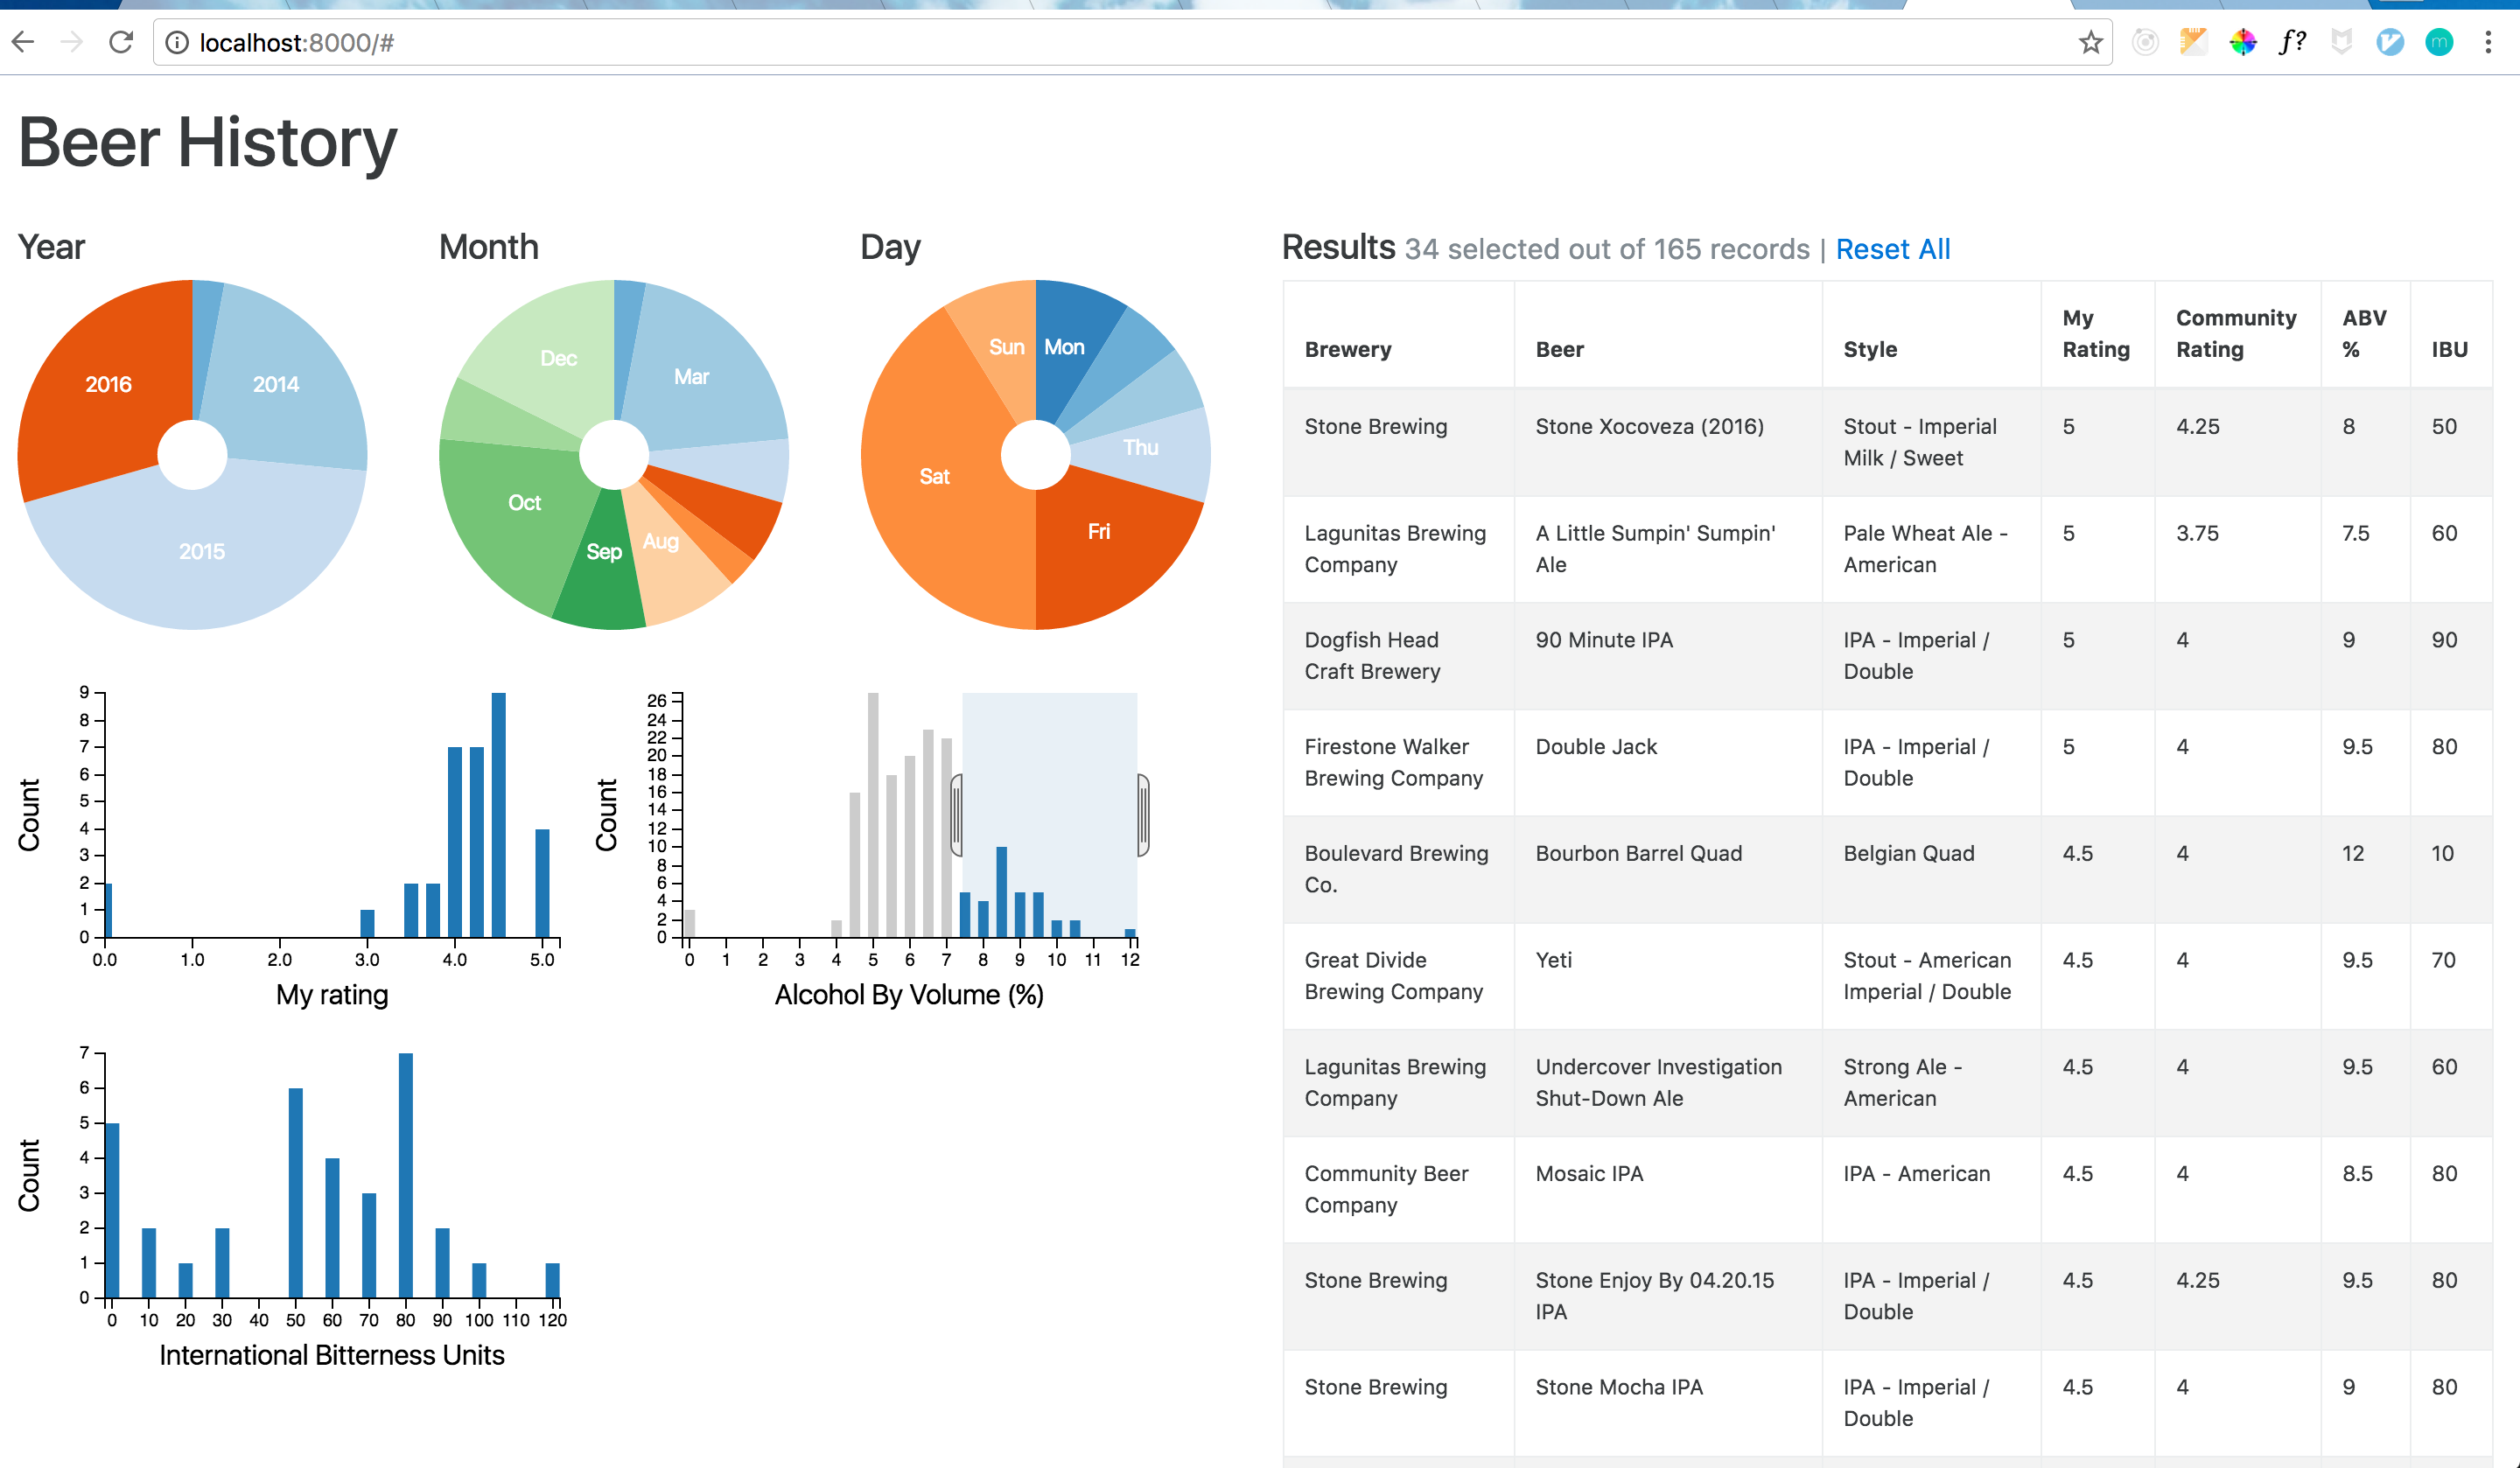 localhost:8000/#
f?
m
Beer History
Year
Month
Day
2016
2014
2015
Dec
Mar
Oct
Sep
Aug
Sun
Mon
Thu
Sat
Fri
Count
9
8
7
6
5
4
3
2
1
0
0.0 1.0 2.0 3.0 4.0 5.0
My rating
Count
26
24
22
20
18
16
14
12
10
8
6
4
2
0
0 1 2 3 4 5 6 7 8 9 10 11 12
Alcohol By Volume (%)
Count
7
6
5
4
3
2
1
0
0 10 20 30 40 50 60 70 80 90 100 110 120
International Bitterness Units
Results 34 selected out of 165 records | Reset All
Brewery Beer Style My Rating Community Rating ABV % IBU
Stone Brewing Stone Xocoveza (2016) Stout - Imperial Milk / Sweet 5 4.25 8 50
Lagunitas Brewing Company A Little Sumpin' Sumpin' Ale Pale Wheat Ale - American 5 3.75 7.5 60
Dogfish Head Craft Brewery 90 Minute IPA IPA - Imperial / Double 5 4 9 90
Firestone Walker Brewing Company Double Jack IPA - Imperial / Double 5 4 9.5 80
Boulevard Brewing Co. Bourbon Barrel Quad Belgian Quad 4.5 4 12 10
Great Divide Brewing Company Yeti Stout - American Imperial / Double 4.5 4 9.5 70
Lagunitas Brewing Company Undercover Investigation Shut-Down Ale Strong Ale - American 4.5 4 9.5 60
Community Beer Company Mosaic IPA IPA - American 4.5 4 8.5 80
Stone Brewing Stone Enjoy By 04.20.15 IPA IPA - Imperial / Double 4.5 4.25 9.5 80
Stone Brewing Stone Mocha IPA IPA - Imperial / Double 4.5 4 9 80